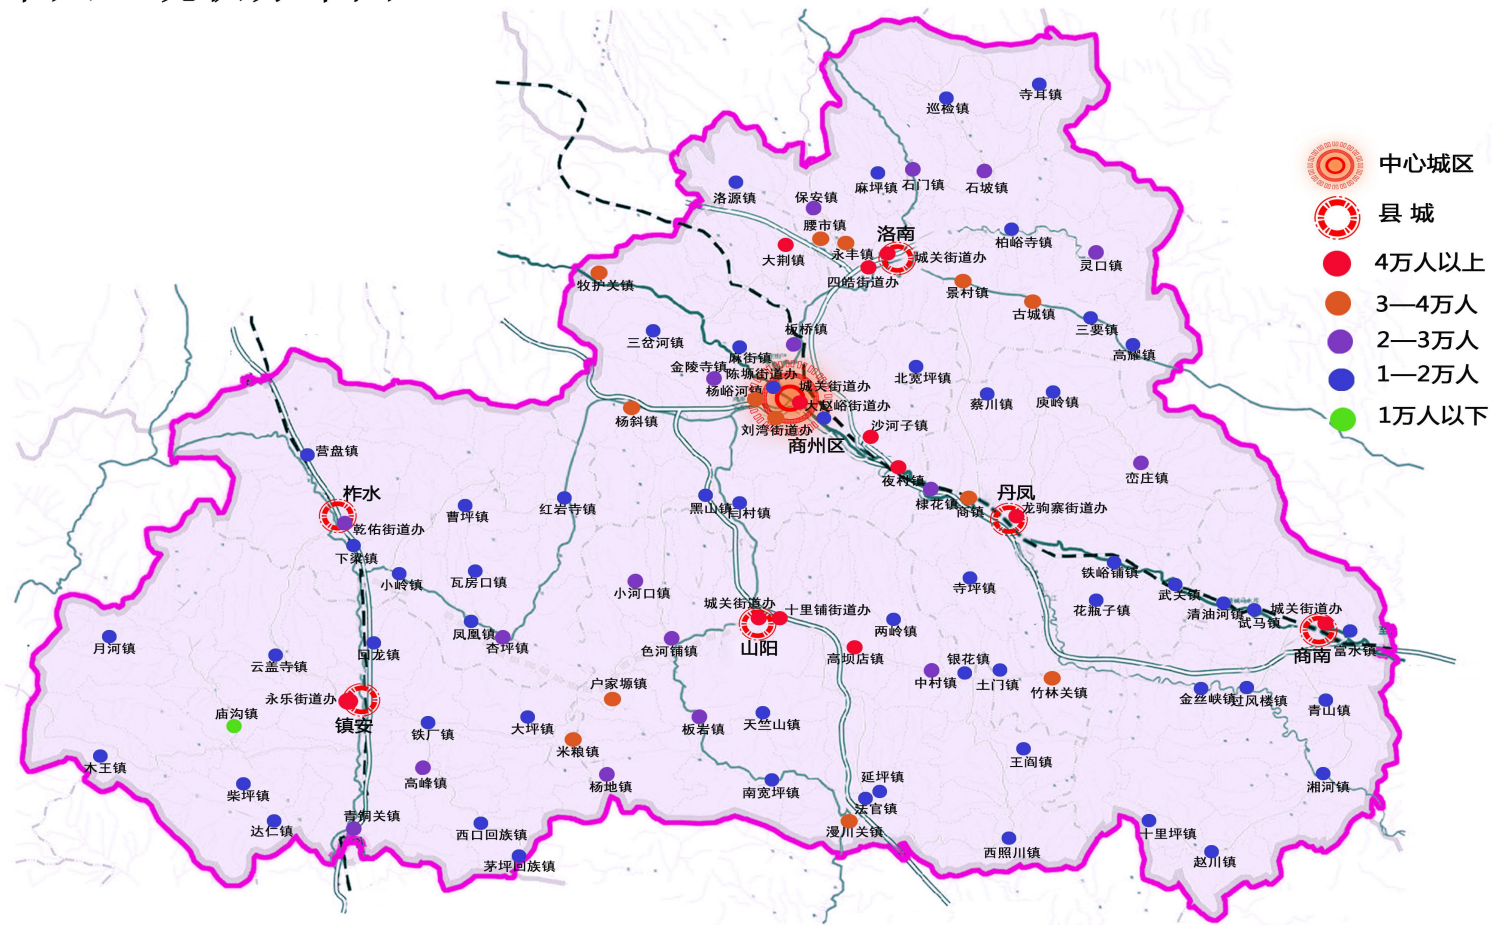 寺耳镇
巡检镇
中心城区
麻坪镇
石门镇
石坡镇
洛源镇
保安镇
县 城
腰市镇
洛南
柏峪寺镇
大荆镇
永丰镇
城关街道办
灵口镇
4万人以上
四皓街道办
牧护关镇
景村镇
3—4万人
古城镇
三要镇
板桥镇
三岔河镇
2—3万人
麻街镇
高耀镇
金陵寺镇
陈塬街道办
北宽坪镇
1—2万人
杨峪河镇
城关街道办
蔡川镇
庾岭镇
大赵峪街道办
1万人以下
杨斜镇
刘湾街道办
沙河子镇
商州区
营盘镇
峦庄镇
夜村镇
柞水
丹凤
棣花镇
商镇
龙驹寨街道办
红岩寺镇
黑山镇
闫村镇
曹坪镇
乾佑街道办
下梁镇
铁峪铺镇
小岭镇
瓦房口镇
小河口镇
寺坪镇
武关镇
城关街道办
十里铺街道办
花瓶子镇
清油河镇
试马镇
城关街道办
凤凰镇
杏坪镇
两岭镇
月河镇
回龙镇
色河铺镇
山阳
高坝店镇
商南
富水镇
云盖寺镇
银花镇
中村镇
土门镇
户家塬镇
竹林关镇
永乐街道办
金丝峡镇
过风楼镇
庙沟镇
镇安
铁厂镇
大坪镇
板岩镇
天竺山镇
青山镇
米粮镇
木王镇
王阎镇
高峰镇
杨地镇
延坪镇
柴坪镇
南宽坪镇
湘河镇
法官镇
青铜关镇
达仁镇
西口回族镇
漫川关镇
十里坪镇
西照川镇
赵川镇
茅坪回族镇